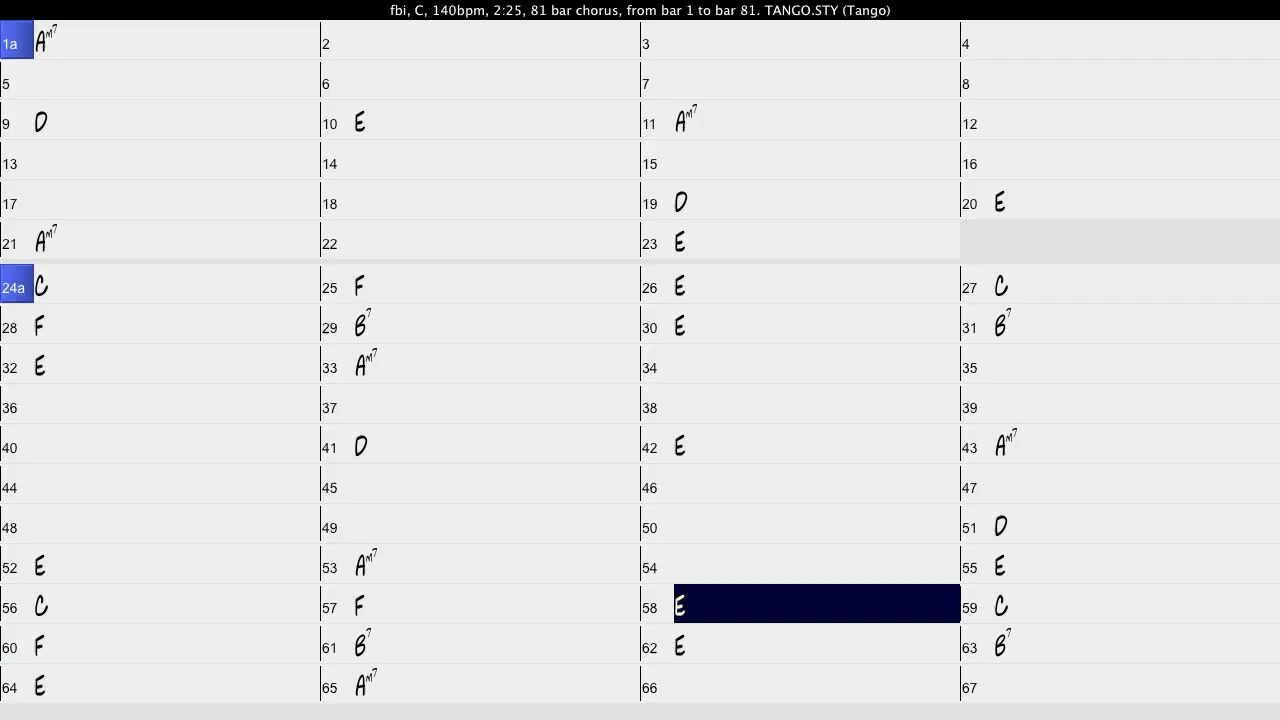 fbi, C, 140bpm, 2:25, 81 bar chorus, from bar 1 to bar 81. TANGO.STY (Tango)
1a Am7 2 3 4
5 6 7 8
9 D 10 E 11 Am7 12
13 14 15 16
17 18 19 D 20 E
21 Am7 22 23 E
24a C 25 F 26 E 27 C
28 F 29 B7 30 E 31 B7
32 E 33 Am7 34 35
36 37 38 39
40 41 D 42 E 43 Am7
44 45 46 47
48 49 50 51 D
52 E 53 Am7 54 55 E
56 C 57 F 58 E 59 C
60 F 61 B7 62 E 63 B7
64 E 65 Am7 66 67